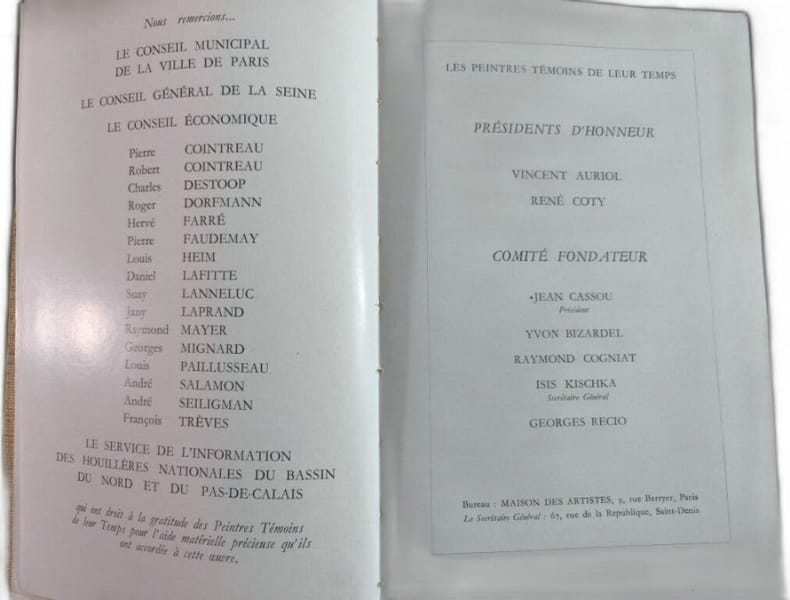 Nous remercions...
LE CONSEIL MUNICIPAL
DE LA VILLE DE PARIS
LE CONSEIL GÉNÉRAL DE LA SEINE
LE CONSEIL ÉCONOMIQUE
Pierre COINTREAU
Robert COINTREAU
Charles DESTOOP
Roger DORFMANN
Hervé FARRÉ
Pierre FAUDEMAY
Louis HEIM
Daniel LAFITTE
Suzy LANNELUC
Jany LAPRAND
Raymond MAYER
Georges MIGNARD
Louis PAILLUSSEAU
André SALAMON
André SEILIGMAN
François TRÈVES
LE SERVICE DE L'INFORMATION
DES HOUILLÈRES NATIONALES DU BASSIN
DU NORD ET DU PAS-DE-CALAIS
qui ont droit à la gratitude des Peintres Témoins
de leur Temps pour l'aide matérielle précieuse qu'ils
ont accordée à cette œuvre.
LES PEINTRES TÉMOINS DE LEUR TEMPS
PRÉSIDENTS D'HONNEUR
VINCENT AURIOL
RENÉ COTY
COMITÉ FONDATEUR
JEAN CASSOU
Président
YVON BIZARDEL
RAYMOND COGNIAT
ISIS KISCHKA
Secrétaire Général
GEORGES RECIO
Bureau : MAISON DES ARTISTES, 9, rue Berryer, Paris
Le Secrétaire Général : 67, rue de la Republique, Saint-Denis